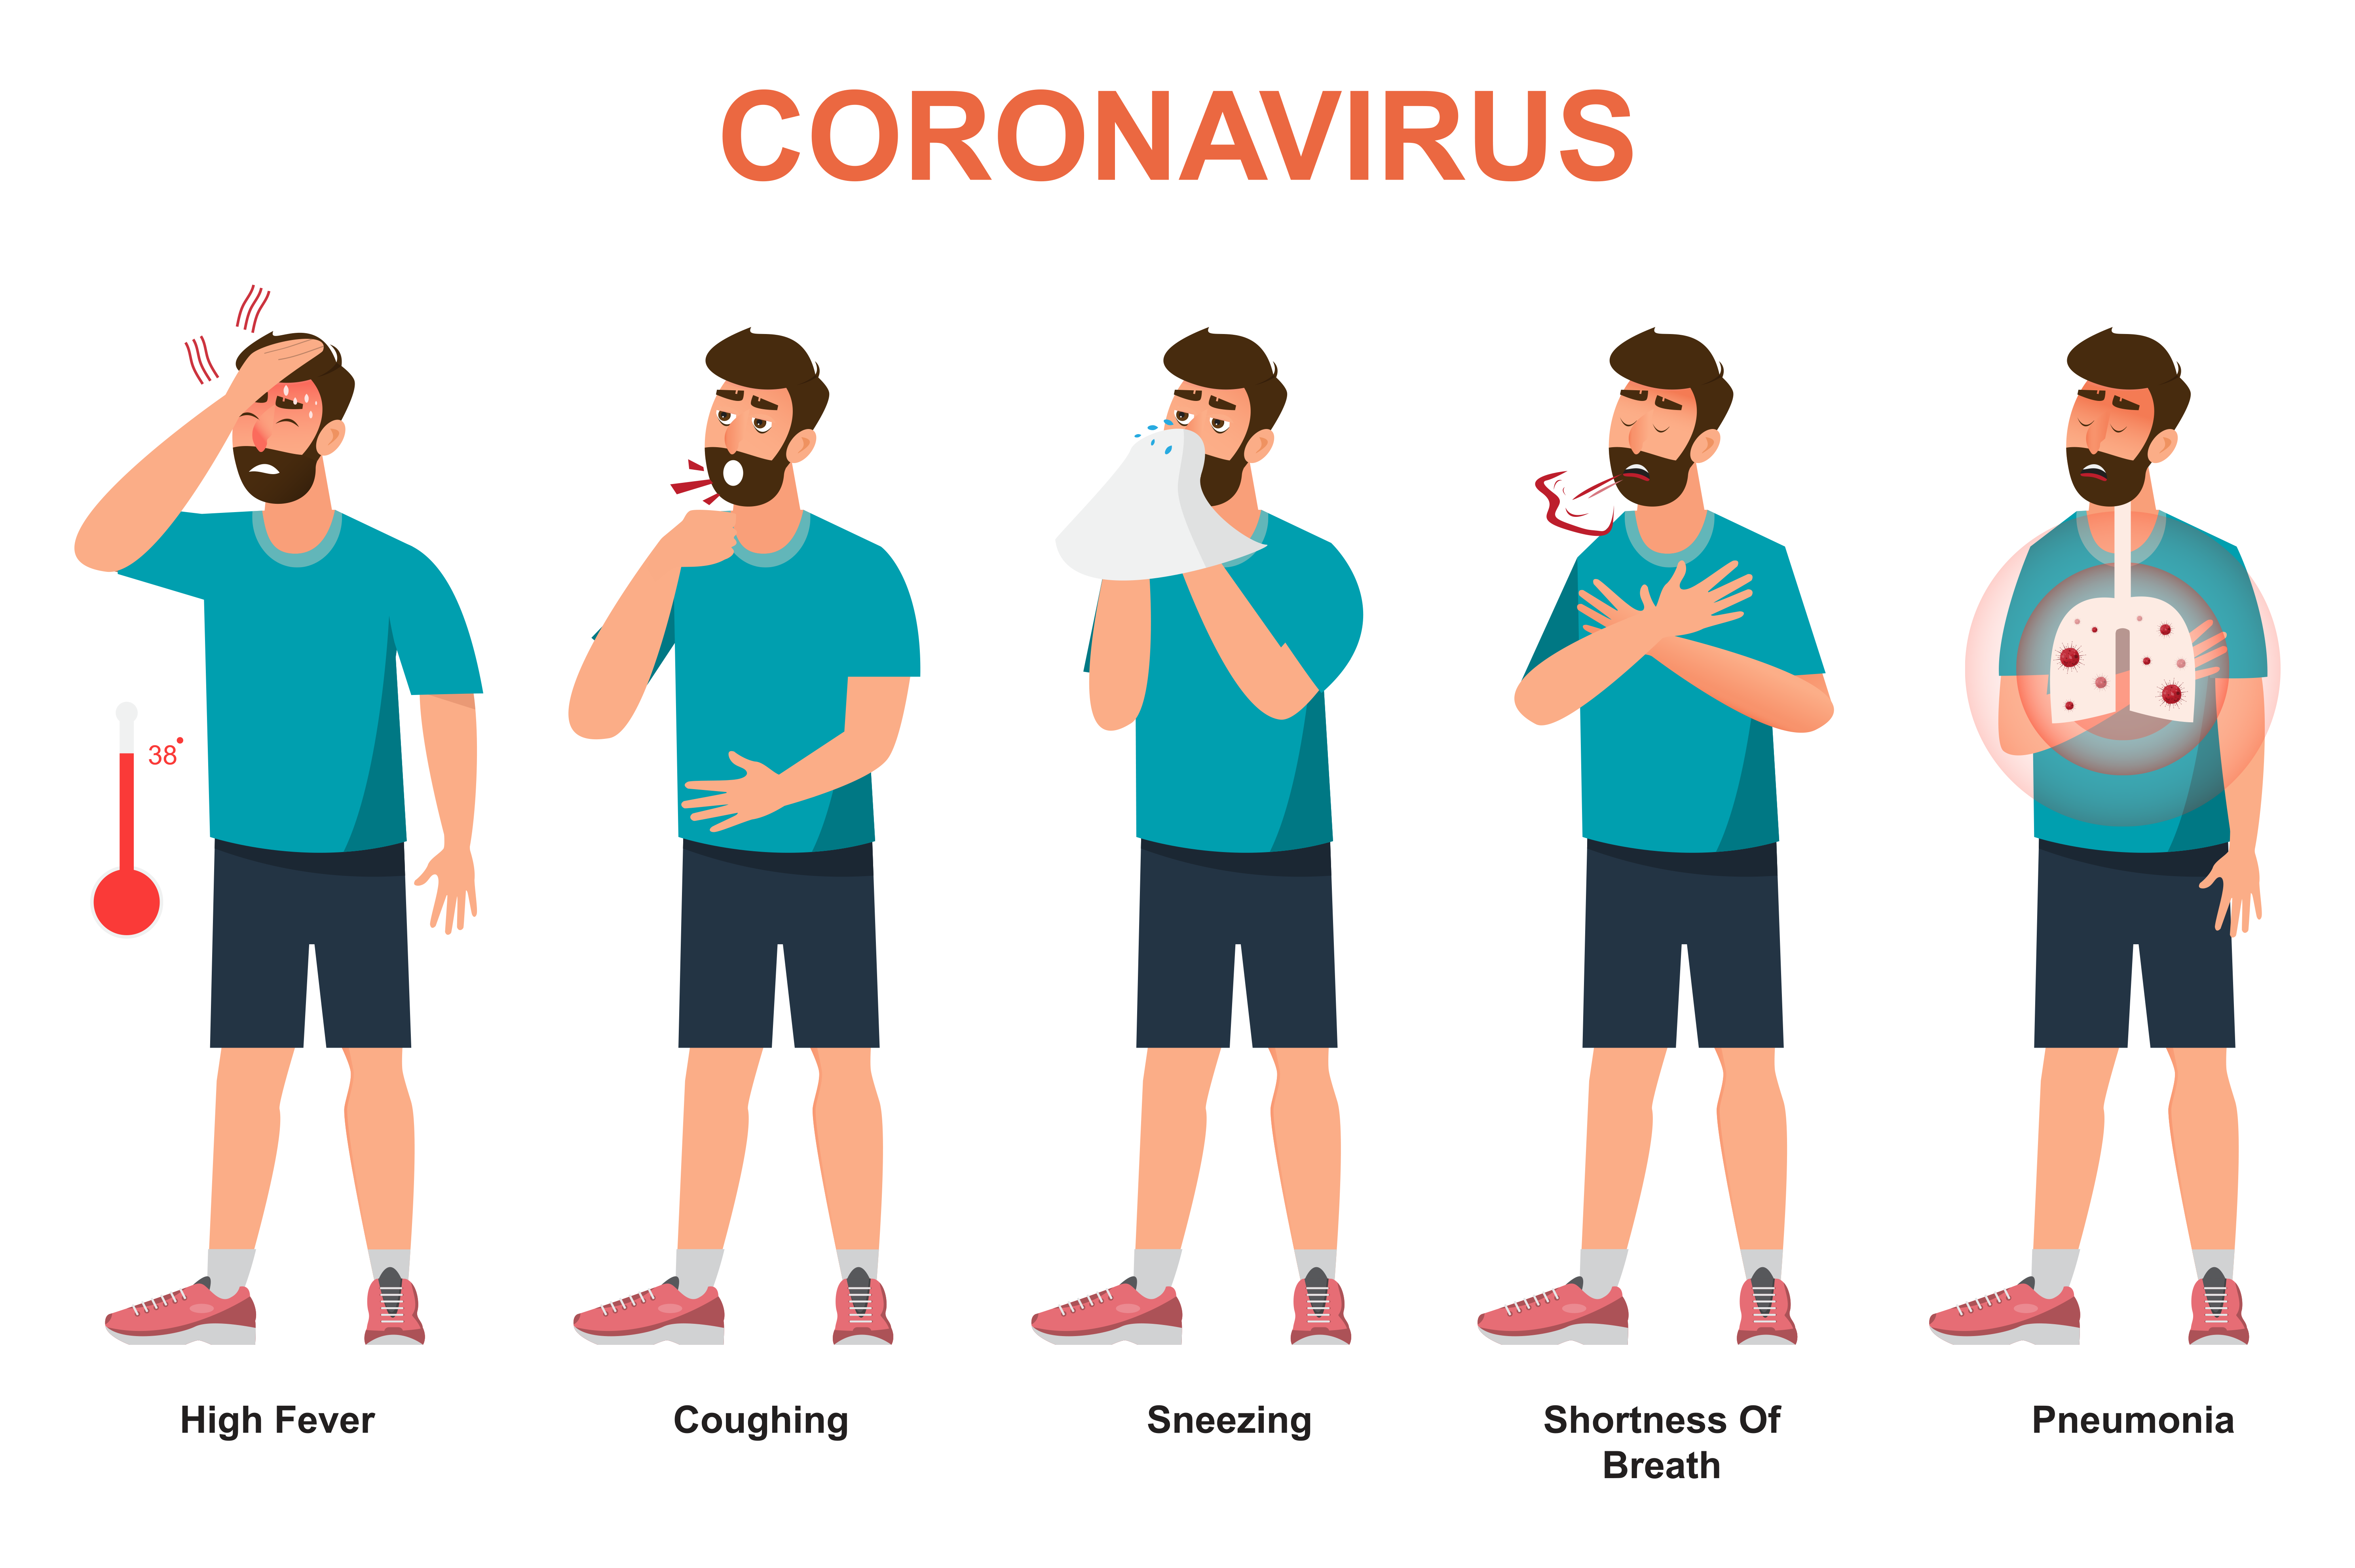 CORONAVIRUS
38°
High Fever
Coughing
Sneezing
Shortness Of
Breath
Pneumonia